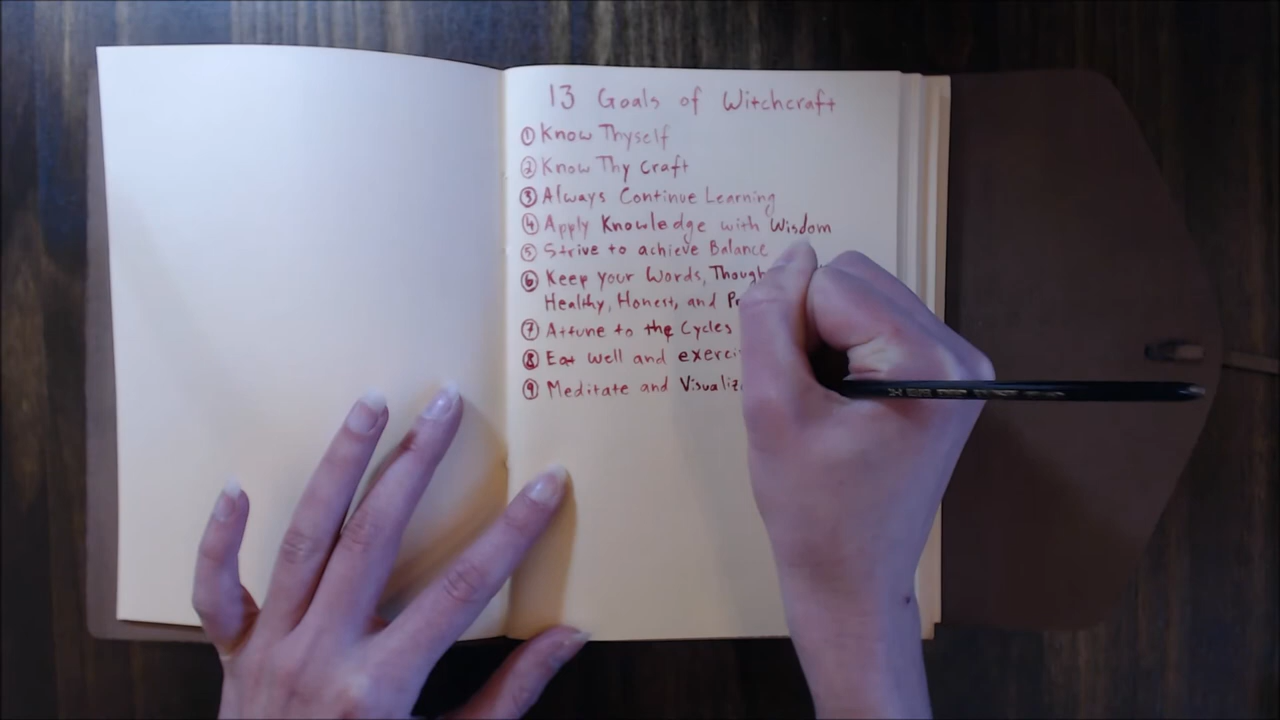 13 Goals of Witchcraft
① Know Thyself
② Know Thy Craft
③ Always Continue Learning
④ Apply Knowledge with Wisdom
⑤ Strive to achieve Balance
⑥ Keep your Words,
Healthy, Honest, and
⑦ Attune to the Cycles
⑧ Eat well and
⑨ Meditate and